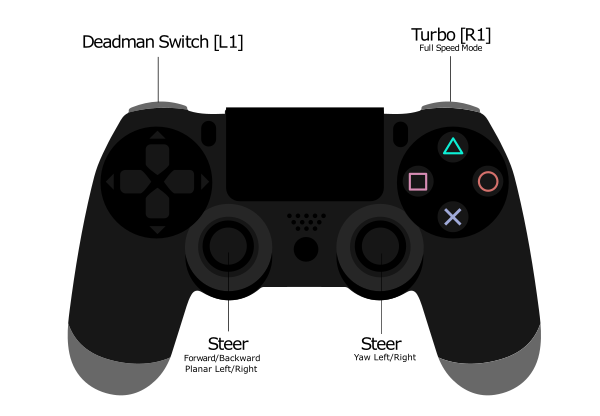 Deadman Switch [L1]
Turbo [R1]
Full Speed Mode
Steer
Forward/Backward
Planar Left/Right
Steer
Yaw Left/Right